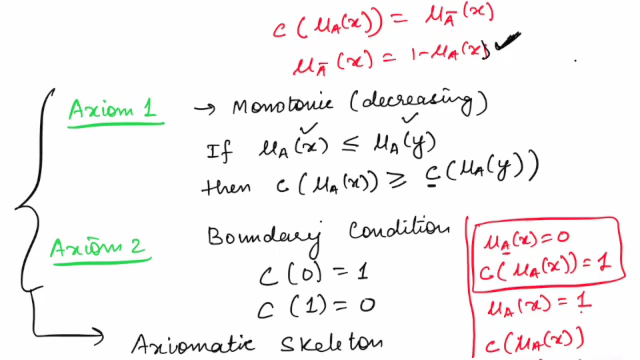 c(μA(x)) = μĀ(x)
μĀ(x) = 1-μA(x)
Axiom 1 → Monotonic (decreasing)
If μA(x) ≤ μA(y)
then c(μA(x)) ≥ c(μA(y))
Axiom 2 Boundary Condition
c(0) = 1
c(1) = 0
Axiomatic Skeleton
μA(x) = 0
c(μA(x)) = 1
μA(x) = 1
c(μA(x))